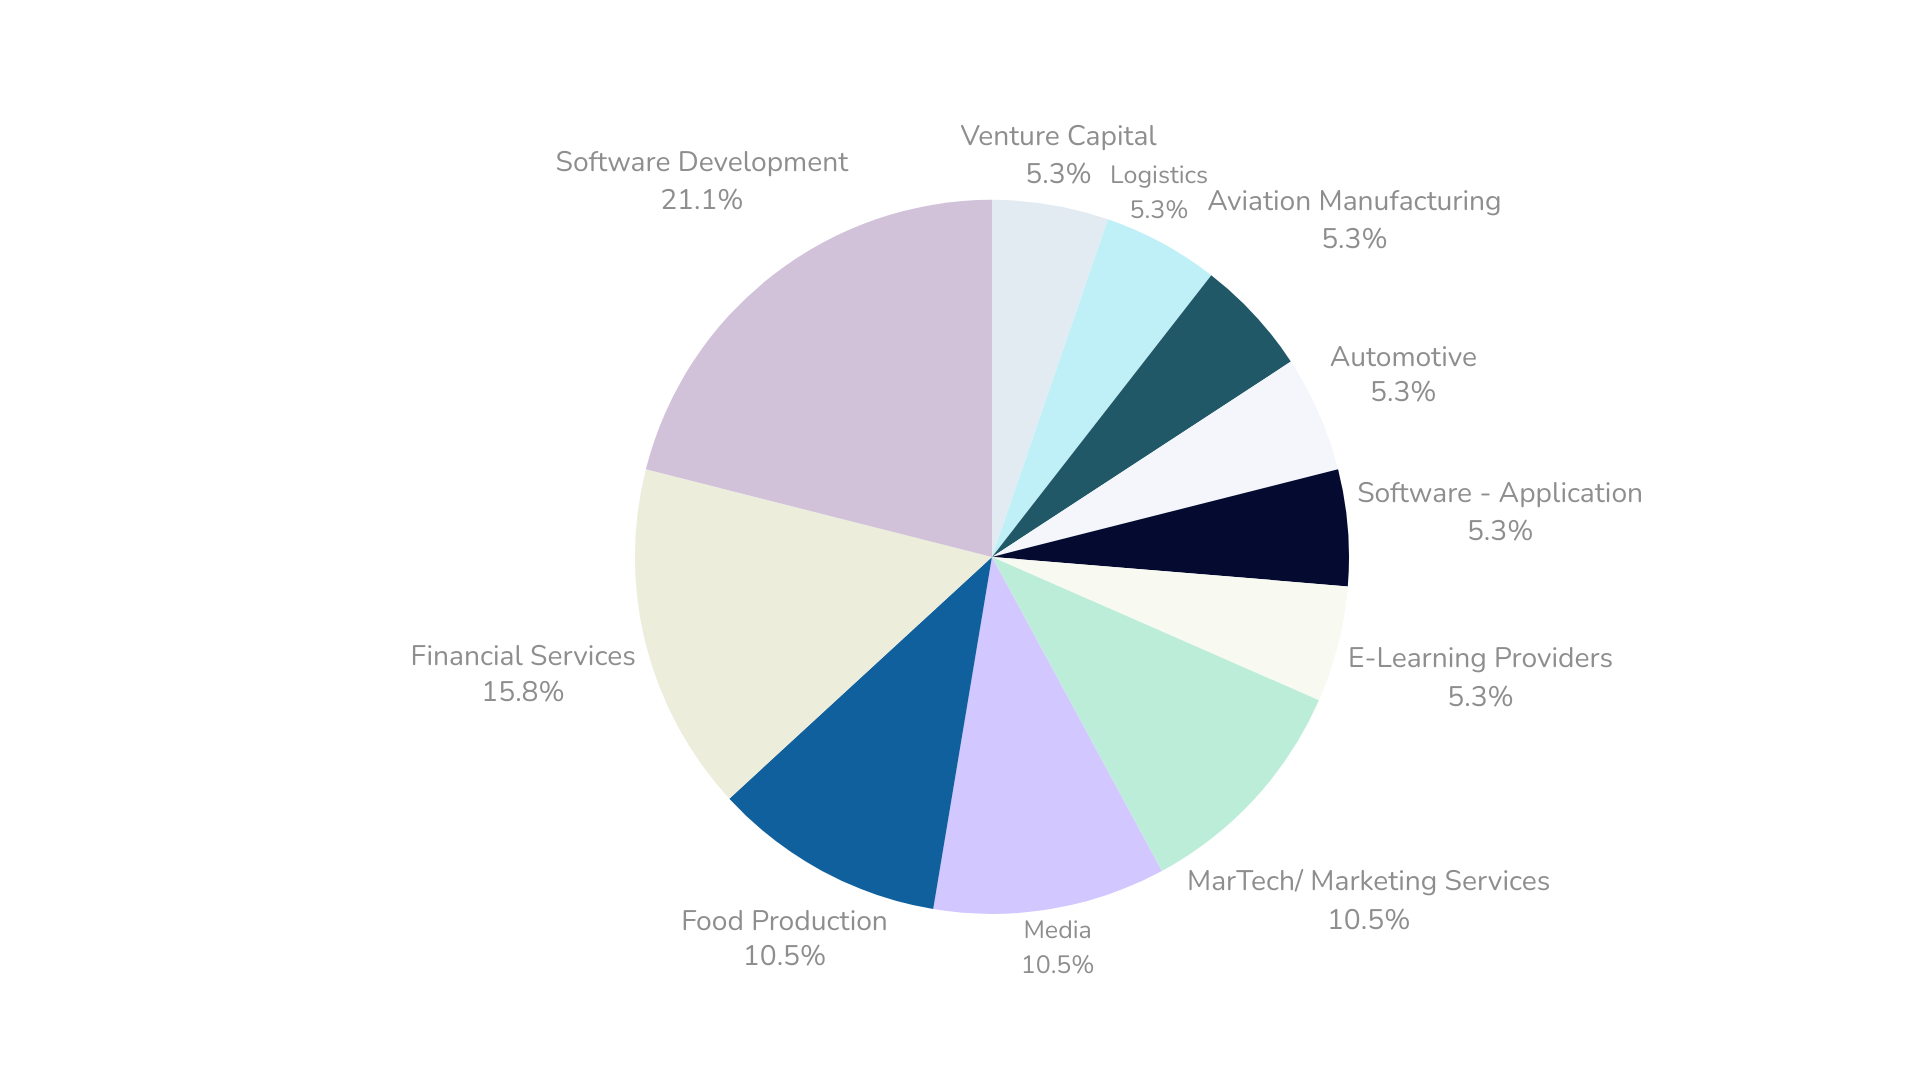 Venture Capital
5.3%
Logistics
5.3%
Aviation Manufacturing
5.3%
Automotive
5.3%
Software - Application
5.3%
E-Learning Providers
5.3%
MarTech/ Marketing Services
10.5%
Media
10.5%
Food Production
10.5%
Financial Services
15.8%
Software Development
21.1%